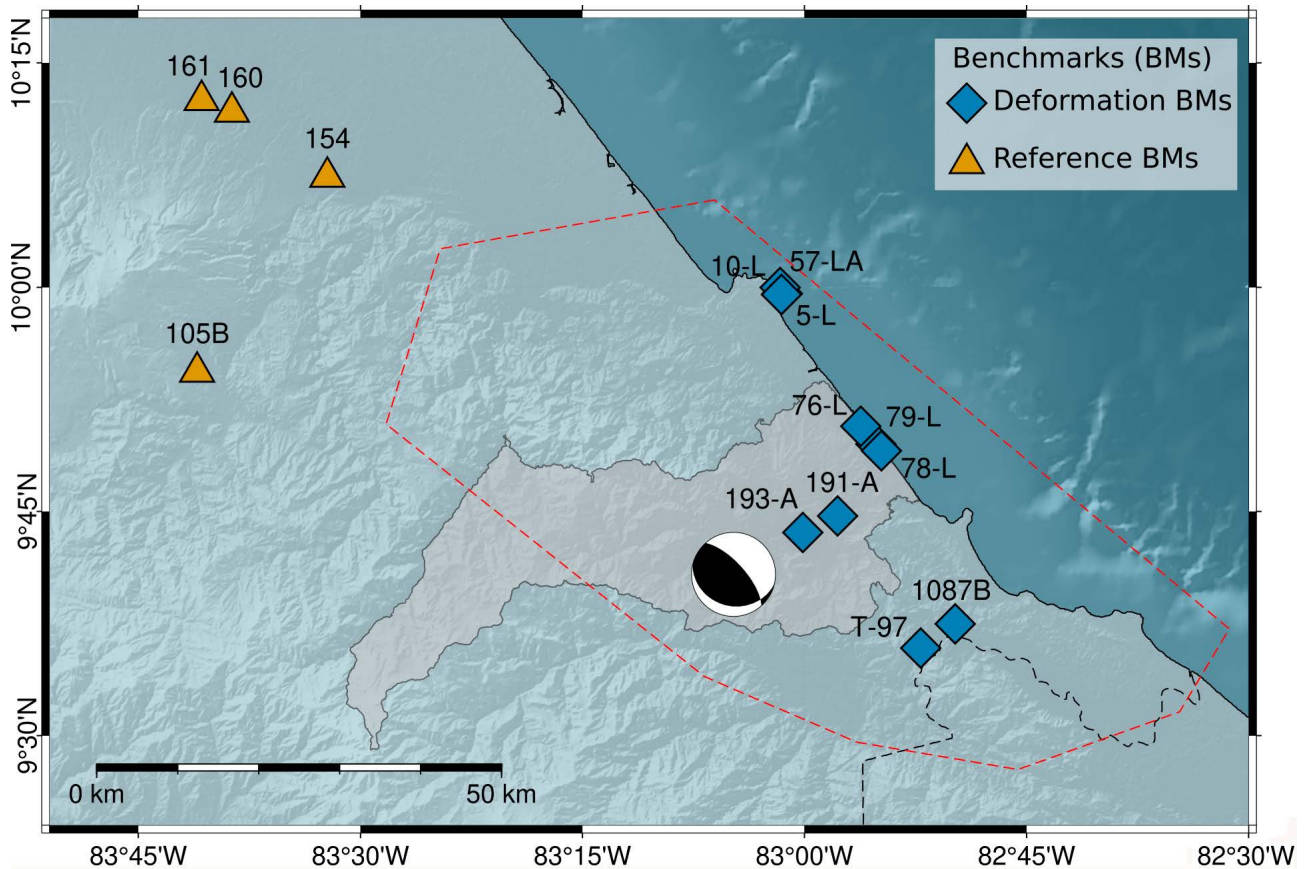 10°15'N
10°00'N
9°45'N
9°30'N
161
160
154
105B
Benchmarks (BMs)
Deformation BMs
Reference BMs
10-L
57-LA
5-L
76-L
79-L
78-L
191-A
193-A
1087B
T-97
0 km
50 km
83°45'W
83°30'W
83°15'W
83°00'W
82°45'W
82°30'W